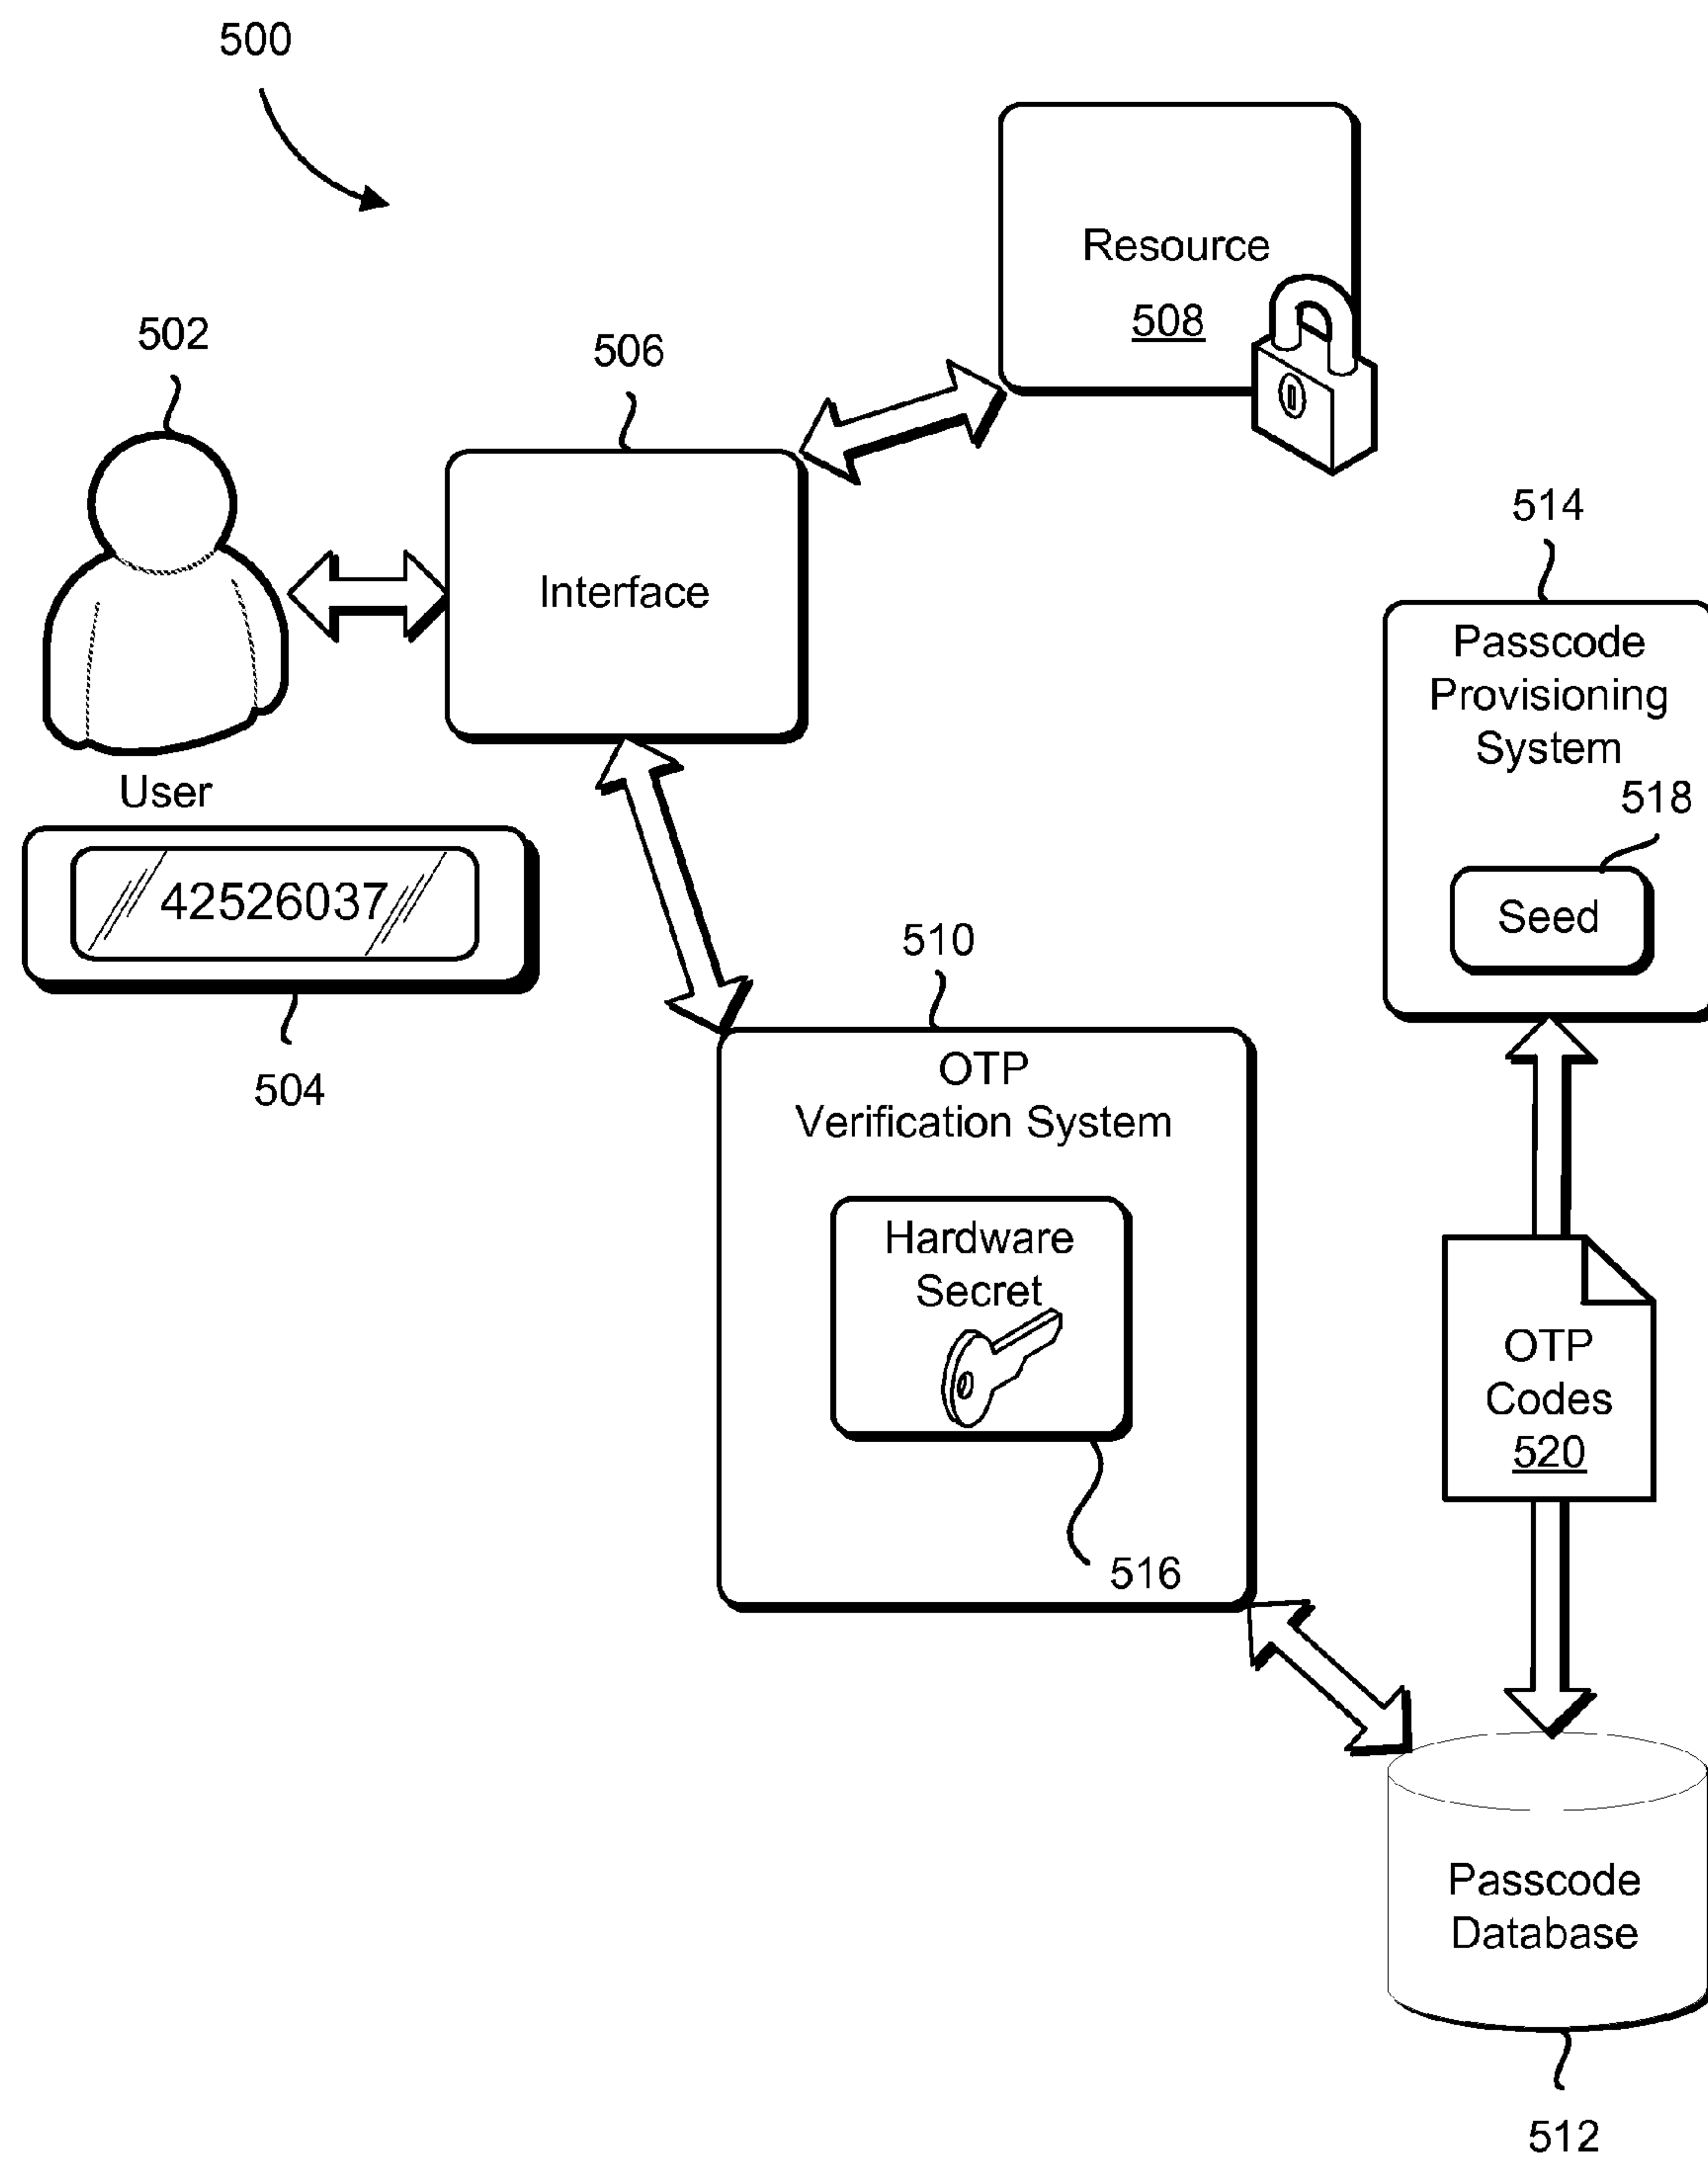 500
Resource
508
502
506
Interface
514
Passcode
Provisioning
System
518
Seed
User
42526037
504
510
OTP
Verification System
Hardware
Secret
516
OTP
Codes
520
Passcode
Database
512